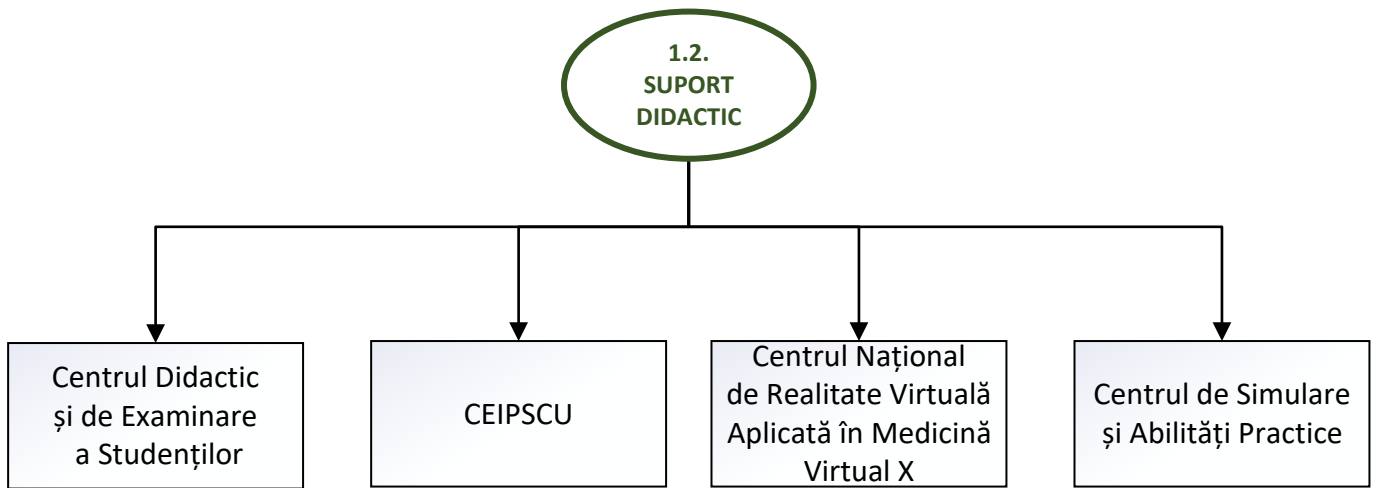 1.2.
SUPORT
DIDACTIC
Centrul Didactic
și de Examinare
a Studenților
CEIPSCU
Centrul Național
de Realitate Virtuală
Aplicată în Medicină
Virtual X
Centrul de Simulare
și Abilități Practice